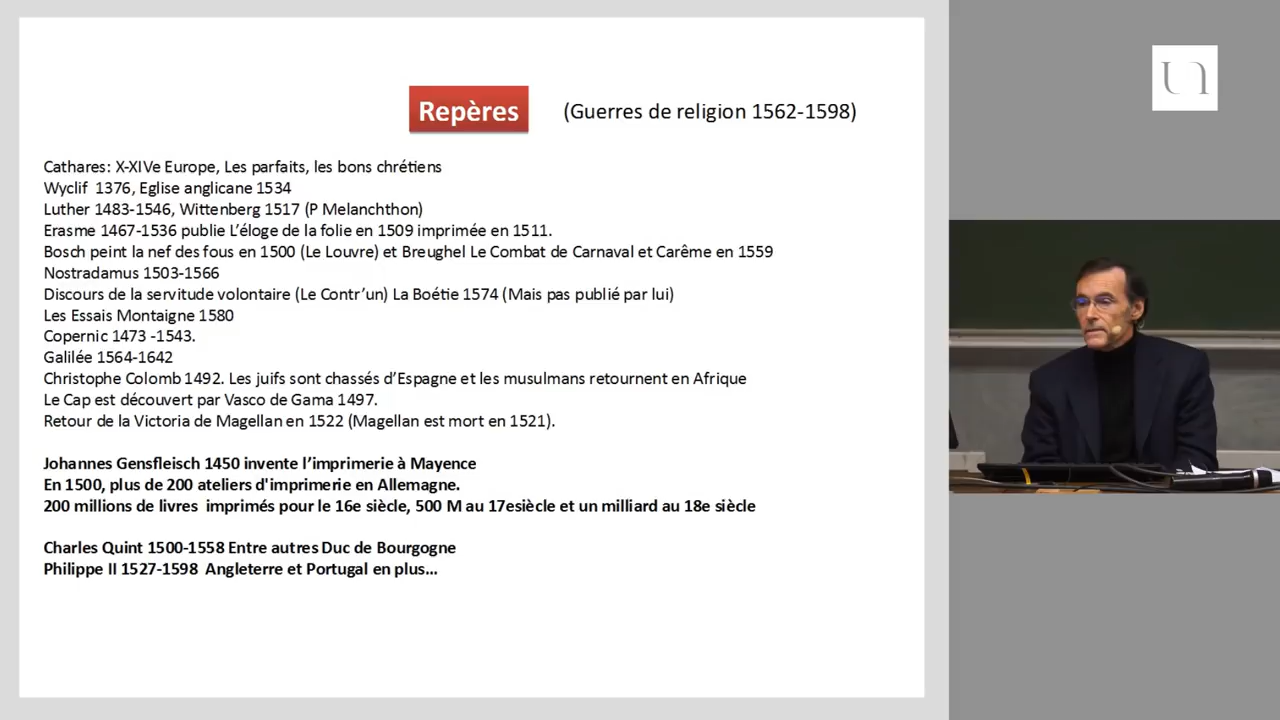 Repères
(Guerres de religion 1562-1598)
Cathares: X-XIVe Europe, Les parfaits, les bons chrétiens
Wyclif 1376, Eglise anglicane 1534
Luther 1483-1546, Wittenberg 1517 (P Melanchthon)
Erasme 1467-1536 publie L'éloge de la folie en 1509 imprimée en 1511.
Bosch peint la nef des fous en 1500 (Le Louvre) et Breughel Le Combat de Carnaval et Carême en 1559
Nostradamus 1503-1566
Discours de la servitude volontaire (Le Contr'un) La Boétie 1574 (Mais pas publié par lui)
Les Essais Montaigne 1580
Copernic 1473 -1543.
Galilée 1564-1642
Christophe Colomb 1492. Les juifs sont chassés d'Espagne et les musulmans retournent en Afrique
Le Cap est découvert par Vasco de Gama 1497.
Retour de la Victoria de Magellan en 1522 (Magellan est mort en 1521).
Johannes Gensfleisch 1450 invente l'imprimerie à Mayence
En 1500, plus de 200 ateliers d'imprimerie en Allemagne.
200 millions de livres imprimés pour le 16e siècle, 500 M au 17esiècle et un milliard au 18e siècle
Charles Quint 1500-1558 Entre autres Duc de Bourgogne
Philippe II 1527-1598 Angleterre et Portugal en plus...